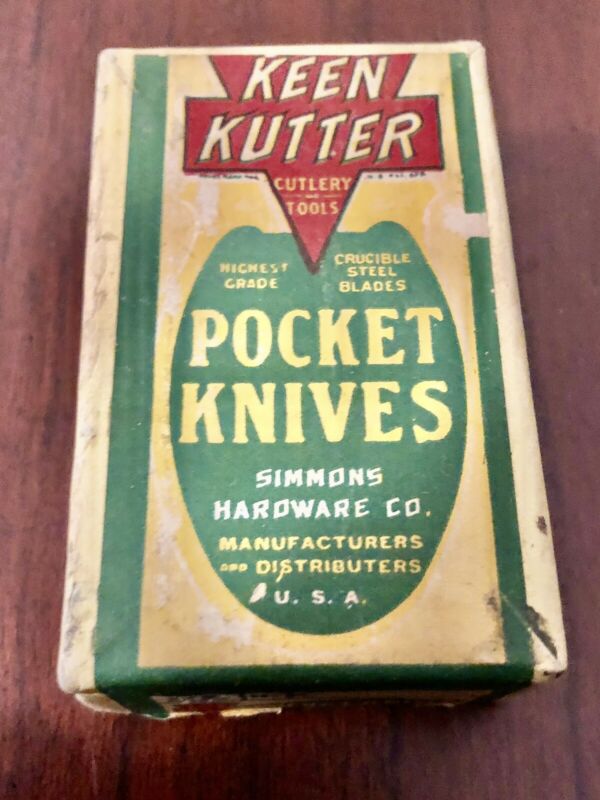 KEEN
KUTTER
CUTLERY
AND
TOOLS
HIGHEST
GRADE
CRUCIBLE
STEEL
BLADES
POCKET
KNIVES
SIMMONS
HARDWARE CO.
MANUFACTURERS
AND DISTRIBUTERS
U. S. A.